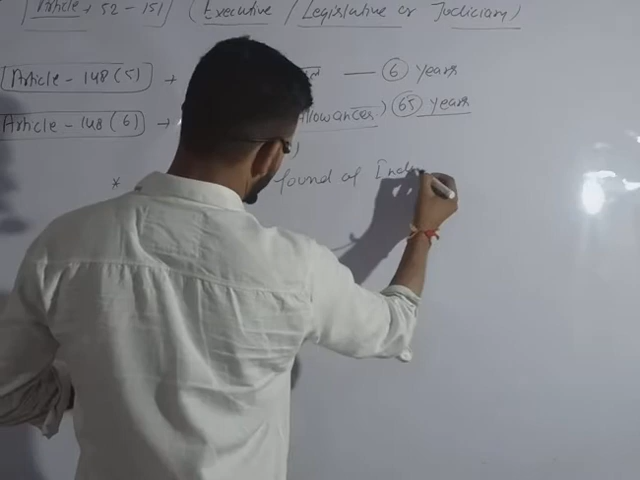 Article → 52 - 151 (Executive / Legislative or Judiciary)
Article - 148 (5) → — 6 years
Article - 148 (6) → Allowances) 65 years
* found of Ind